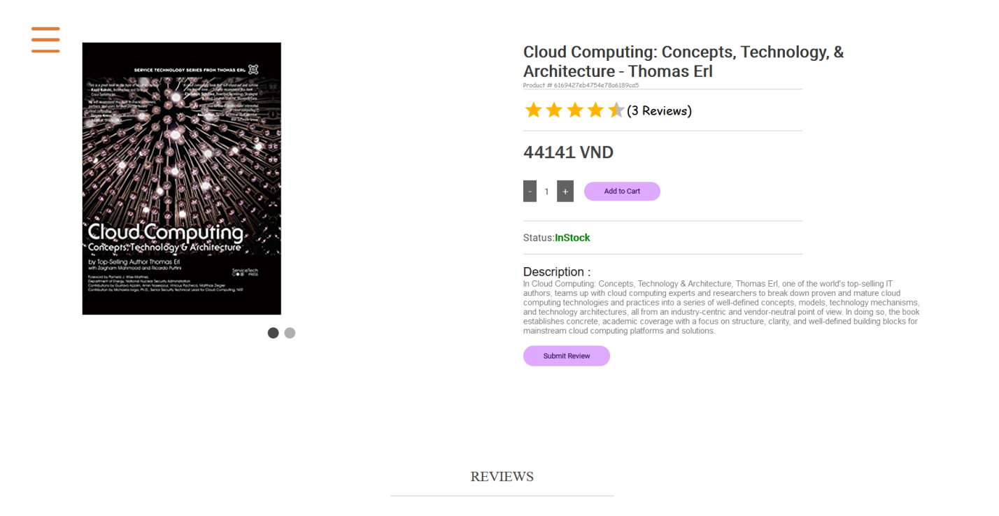 SERVICE TECHNOLOGY SERIES FROM THOMAS ERL
Cloud Computing
Concepts, Technology & Architecture
by Top-Selling Author Thomas Erl
with Zaigham Mahmood and Ricardo Puttini
ServiceTech
PRESS
Cloud Computing: Concepts, Technology, &
Architecture - Thomas Erl
Product # 6169427eb4754e78a6189ca5
(3 Reviews)
44141 VND
- 1 + Add to Cart
Status:InStock
Description :
In Cloud Computing: Concepts, Technology & Architecture, Thomas Erl, one of the world's top-selling IT
authors, teams up with cloud computing experts and researchers to break down proven and mature cloud
computing technologies and practices into a series of well-defined concepts, models, technology mechanisms,
and technology architectures, all from an industry-centric and vendor-neutral point of view. In doing so, the book
establishes concrete, academic coverage with a focus on structure, clarity, and well-defined building blocks for
mainstream cloud computing platforms and solutions.
Submit Review
REVIEWS